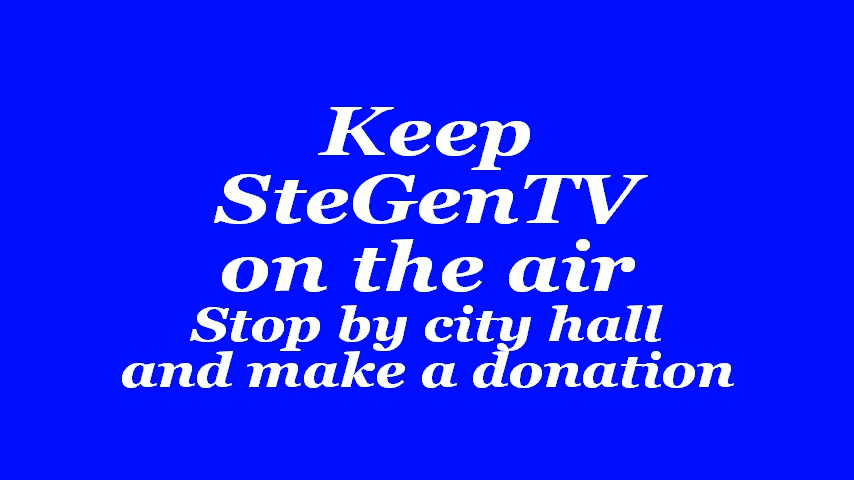 Keep
SteGenTV
on the air
Stop by city hall
and make a donation